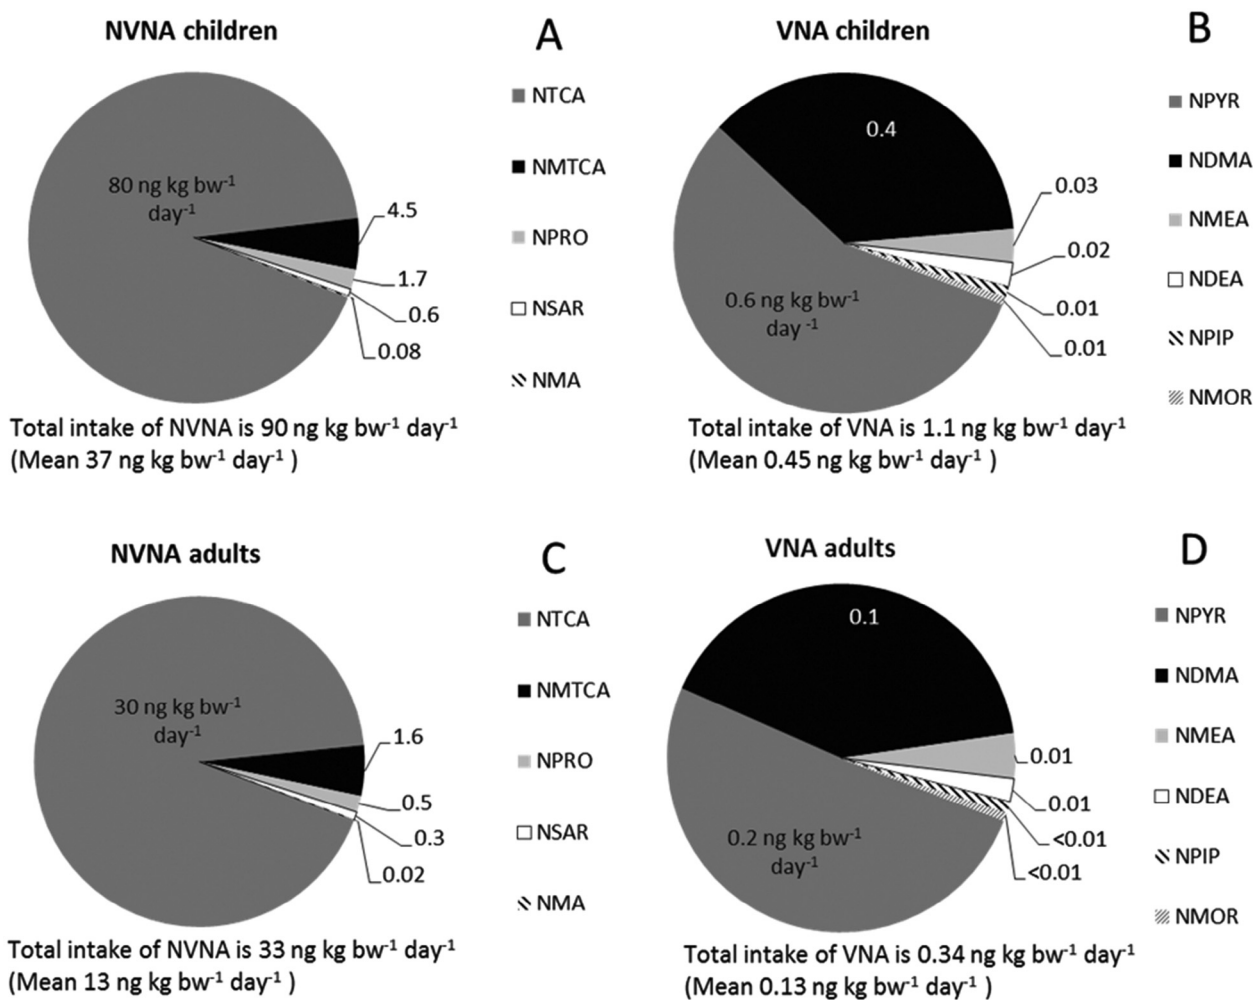 NVNA children
A
80 ng kg bw⁻¹
day⁻¹
4.5
1.7
0.6
0.08
NTCA
NMTCA
NPRO
NSAR
NMA
Total intake of NVNA is 90 ng kg bw⁻¹ day⁻¹
(Mean 37 ng kg bw⁻¹ day⁻¹ )
VNA children
B
0.4
0.6 ng kg bw⁻¹
day ⁻¹
0.03
0.02
0.01
0.01
NPYR
NDMA
NMEA
NDEA
NPIP
NMOR
Total intake of VNA is 1.1 ng kg bw⁻¹ day⁻¹
(Mean 0.45 ng kg bw⁻¹ day⁻¹ )
NVNA adults
C
30 ng kg bw⁻¹
day⁻¹
1.6
0.5
0.3
0.02
NTCA
NMTCA
NPRO
NSAR
NMA
Total intake of NVNA is 33 ng kg bw⁻¹ day⁻¹
(Mean 13 ng kg bw⁻¹ day⁻¹ )
VNA adults
D
0.1
0.2 ng kg bw⁻¹
day⁻¹
0.01
0.01
<0.01
<0.01
NPYR
NDMA
NMEA
NDEA
NPIP
NMOR
Total intake of VNA is 0.34 ng kg bw⁻¹ day⁻¹
(Mean 0.13 ng kg bw⁻¹ day⁻¹ )